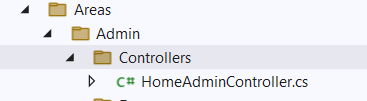 Areas
Admin
Controllers
C# HomeAdminController.cs